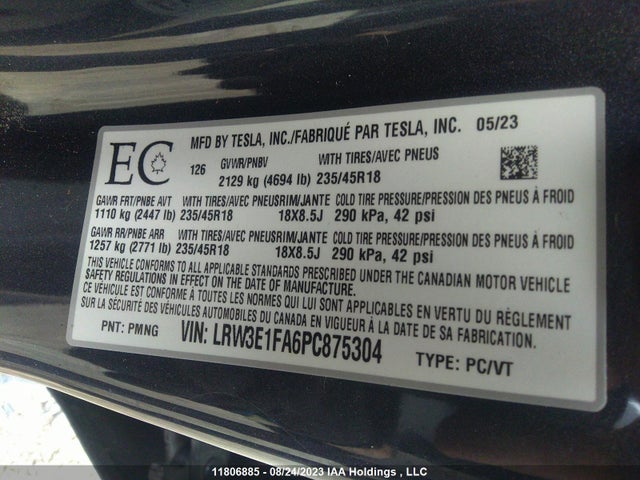 MFD BY TESLA, INC./FABRIQUÉ PAR TESLA, INC. 05/23
EC 126 GVWR/PNBV WITH TIRES/AVEC PNEUS
2129 kg (4694 lb) 235/45R18
GAWR FRT/PNBE AVT WITH TIRES/AVEC PNEUS RIM/JANTE COLD TIRE PRESSURE/PRESSION DES PNEUS À FROID
1110 kg (2447 lb) 235/45R18 18X8.5J 290 kPa, 42 psi
GAWR RR/PNBE ARR WITH TIRES/AVEC PNEUS RIM/JANTE COLD TIRE PRESSURE/PRESSION DES PNEUS À FROID
1257 kg (2771 lb) 235/45R18 18X8.5J 290 kPa, 42 psi
THIS VEHICLE CONFORMS TO ALL APPLICABLE STANDARDS PRESCRIBED UNDER THE CANADIAN MOTOR VEHICLE
SAFETY REGULATIONS IN EFFECT ON THE DATE OF MANUFACTURE
CE VÉHICULE EST CONFORME À TOUTES LES NORMES QUI LUI SONT APPLICABLES EN VERTU DU RÈGLEMENT
SUR LA SÉCURITÉ DES VÉHICULES AUTOMOBILES DU CANADA EN VIGUEUR À LA DATE DE SA FABRICATION.
PNT: PMNG VIN: LRW3E1FA6PC875304 TYPE: PC/VT
11806885 - 08/24/2023 IAA Holdings , LLC